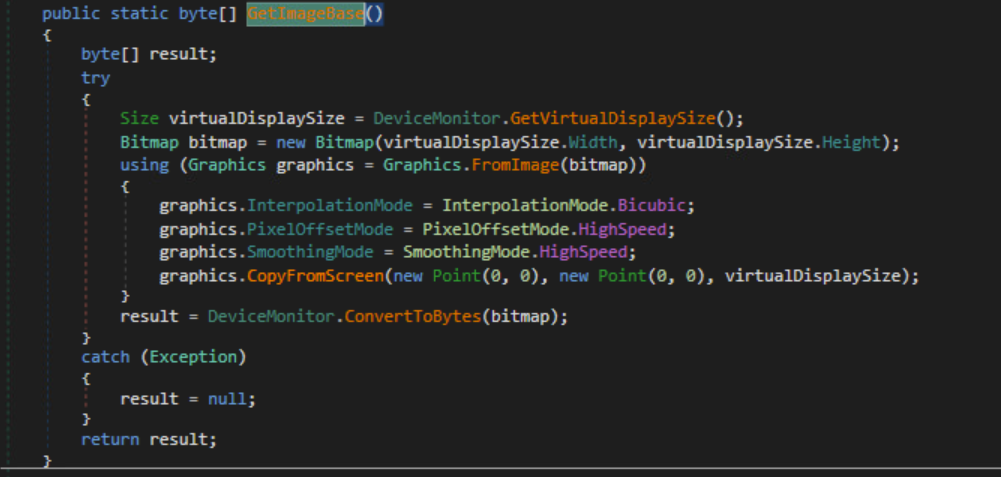 public static byte[] GetImageBase()
{
    byte[] result;
    try
    {
        Size virtualDisplaySize = DeviceMonitor.GetVirtualDisplaySize();
        Bitmap bitmap = new Bitmap(virtualDisplaySize.Width, virtualDisplaySize.Height);
        using (Graphics graphics = Graphics.FromImage(bitmap))
        {
            graphics.InterpolationMode = InterpolationMode.Bicubic;
            graphics.PixelOffsetMode = PixelOffsetMode.HighSpeed;
            graphics.SmoothingMode = SmoothingMode.HighSpeed;
            graphics.CopyFromScreen(new Point(0, 0), new Point(0, 0), virtualDisplaySize);
        }
        result = DeviceMonitor.ConvertToBytes(bitmap);
    }
    catch (Exception)
    {
        result = null;
    }
    return result;
}